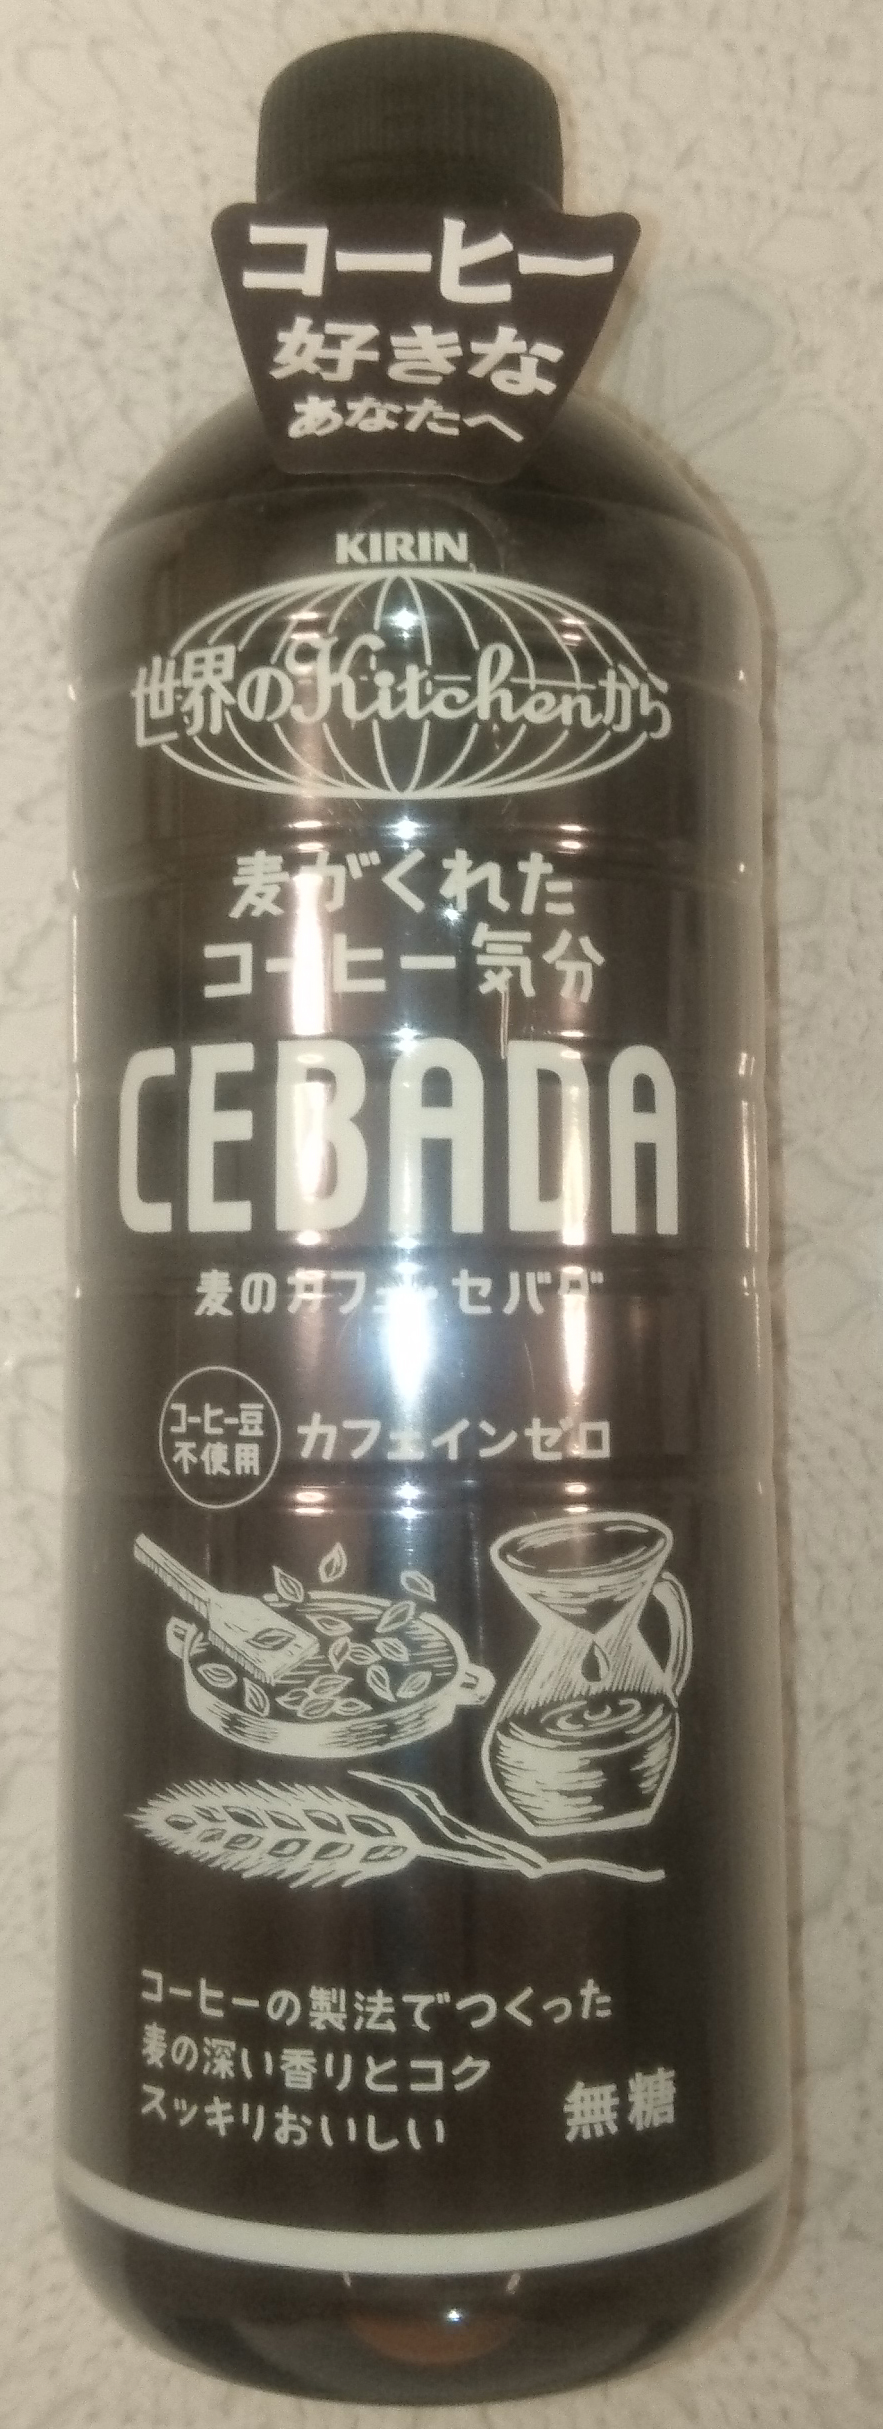 コーヒー
好きな
あなたへ
KIRIN
世界のKitchenから
麦がくれた
コーヒー気分
CEBADA
麦のカフェ・セバダ
コーヒー豆
不使用
カフェインゼロ
コーヒーの製法でつくった
麦の深い香りとコク
スッキリおいしい
無糖